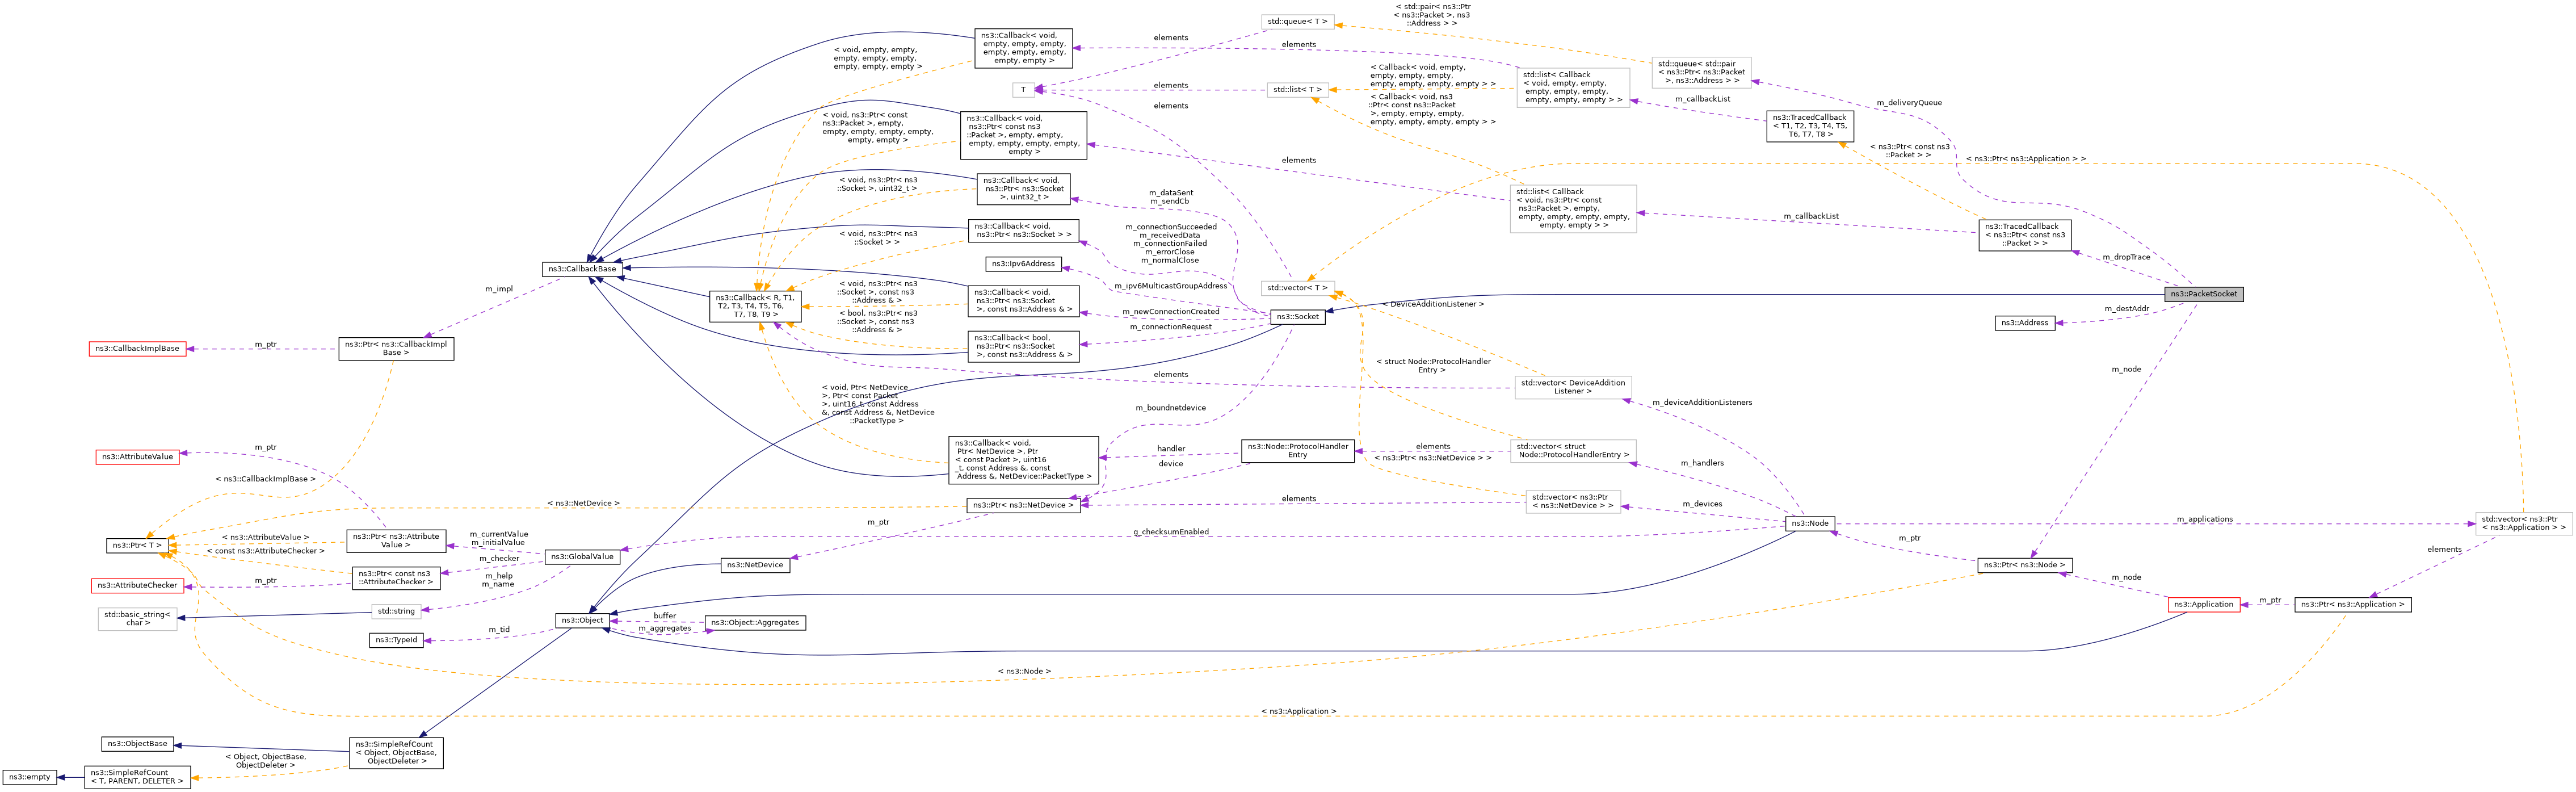 ns3::empty
ns3::SimpleRefCount
< T, PARENT, DELETER >
ns3::ObjectBase
< Object, ObjectBase,
ObjectDeleter >
ns3::SimpleRefCount
< Object, ObjectBase,
ObjectDeleter >
ns3::CallbackImplBase
m_ptr
ns3::Ptr< ns3::CallbackImpl
Base >
m_impl
ns3::CallbackBase
ns3::AttributeValue
m_ptr
< ns3::CallbackImplBase >
ns3::Ptr< T >
< ns3::AttributeValue >
< const ns3::AttributeChecker >
ns3::Ptr< ns3::Attribute
Value >
m_currentValue
m_initialValue
ns3::AttributeChecker
m_ptr
ns3::Ptr< const ns3
::AttributeChecker >
m_checker
ns3::GlobalValue
m_help
m_name
std::basic_string<
char >
std::string
ns3::TypeId
m_tid
ns3::Object
buffer
m_aggregates
ns3::Object::Aggregates
ns3::NetDevice
m_ptr
< ns3::NetDevice >
< ns3::Node >
< ns3::Application >
< void, empty, empty,
empty, empty, empty,
empty, empty, empty >
< void, ns3::Ptr< const
ns3::Packet >, empty,
empty, empty, empty, empty,
empty, empty >
< void, ns3::Ptr< ns3
::Socket >, uint32_t >
< void, ns3::Ptr< ns3
::Socket > >
< void, ns3::Ptr< ns3
::Socket >, const ns3
::Address & >
< bool, ns3::Ptr< ns3
::Socket >, const ns3
::Address & >
ns3::Callback< R, T1,
T2, T3, T4, T5, T6,
T7, T8, T9 >
< void, Ptr< NetDevice
>, Ptr< const Packet
>, uint16_t, const Address
&, const Address &, NetDevice
::PacketType >
ns3::Callback< void,
empty, empty, empty,
empty, empty, empty,
empty, empty >
ns3::Callback< void,
ns3::Ptr< const ns3
::Packet >, empty, empty,
empty, empty, empty, empty,
empty >
ns3::Callback< void,
ns3::Ptr< ns3::Socket
>, uint32_t >
ns3::Callback< void,
ns3::Ptr< ns3::Socket > >
ns3::Ipv6Address
ns3::Callback< void,
ns3::Ptr< ns3::Socket
>, const ns3::Address & >
ns3::Callback< bool,
ns3::Ptr< ns3::Socket
>, const ns3::Address & >
ns3::Callback< void,
Ptr< NetDevice >, Ptr
< const Packet >, uint16
_t, const Address &, const
Address &, NetDevice::PacketType >
ns3::Ptr< ns3::NetDevice >
T
elements
elements
elements
m_dataSent
m_sendCb
m_connectionSucceeded
m_receivedData
m_connectionFailed
m_errorClose
m_normalClose
m_ipv6MulticastGroupAddress
m_newConnectionCreated
m_connectionRequest
elements
m_boundnetdevice
handler
device
g_checksumEnabled
std::queue< T >
elements
std::list< T >
elements
std::vector< T >
ns3::Socket
ns3::Node::ProtocolHandler
Entry
elements
< std::pair< ns3::Ptr
< ns3::Packet >, ns3
::Address > >
< Callback< void, empty,
empty, empty, empty,
empty, empty, empty, empty > >
< Callback< void, ns3
::Ptr< const ns3::Packet
>, empty, empty, empty,
empty, empty, empty, empty > >
< DeviceAdditionListener >
< struct Node::ProtocolHandler
Entry >
elements
< ns3::Ptr< ns3::NetDevice > >
std::list< Callback
< void, empty, empty,
empty, empty, empty,
empty, empty, empty > >
std::list< Callback
< void, ns3::Ptr< const
ns3::Packet >, empty,
empty, empty, empty, empty,
empty, empty > >
std::vector< DeviceAddition
Listener >
std::vector< struct
Node::ProtocolHandlerEntry >
std::vector< ns3::Ptr
< ns3::NetDevice > >
std::queue< std::pair
< ns3::Ptr< ns3::Packet
>, ns3::Address > >
m_callbackList
m_deviceAdditionListeners
m_handlers
m_devices
ns3::TracedCallback
< T1, T2, T3, T4, T5,
T6, T7, T8 >
m_callbackList
ns3::Node
m_deliveryQueue
< ns3::Ptr< const ns3
::Packet > >
< ns3::Ptr< ns3::Application > >
m_ptr
ns3::TracedCallback
< ns3::Ptr< const ns3
::Packet > >
ns3::Address
ns3::Ptr< ns3::Node >
m_dropTrace
m_destAddr
m_node
m_node
ns3::PacketSocket
m_applications
ns3::Application
m_ptr
ns3::Ptr< ns3::Application >
elements
std::vector< ns3::Ptr
< ns3::Application > >